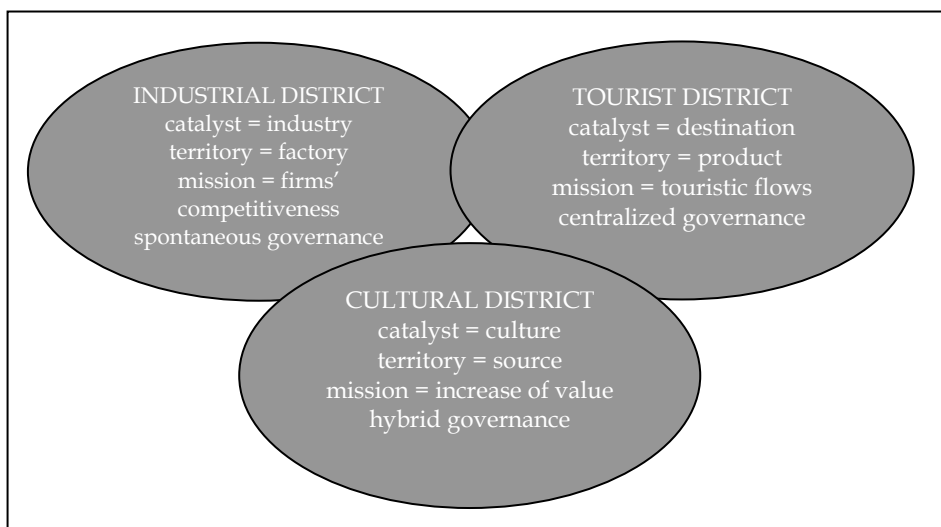 INDUSTRIAL DISTRICT
catalyst = industry
territory = factory
mission = firms’
competitiveness
spontaneous governance
TOURIST DISTRICT
catalyst = destination
territory = product
mission = touristic flows
centralized governance
CULTURAL DISTRICT
catalyst = culture
territory = source
mission = increase of value
hybrid governance